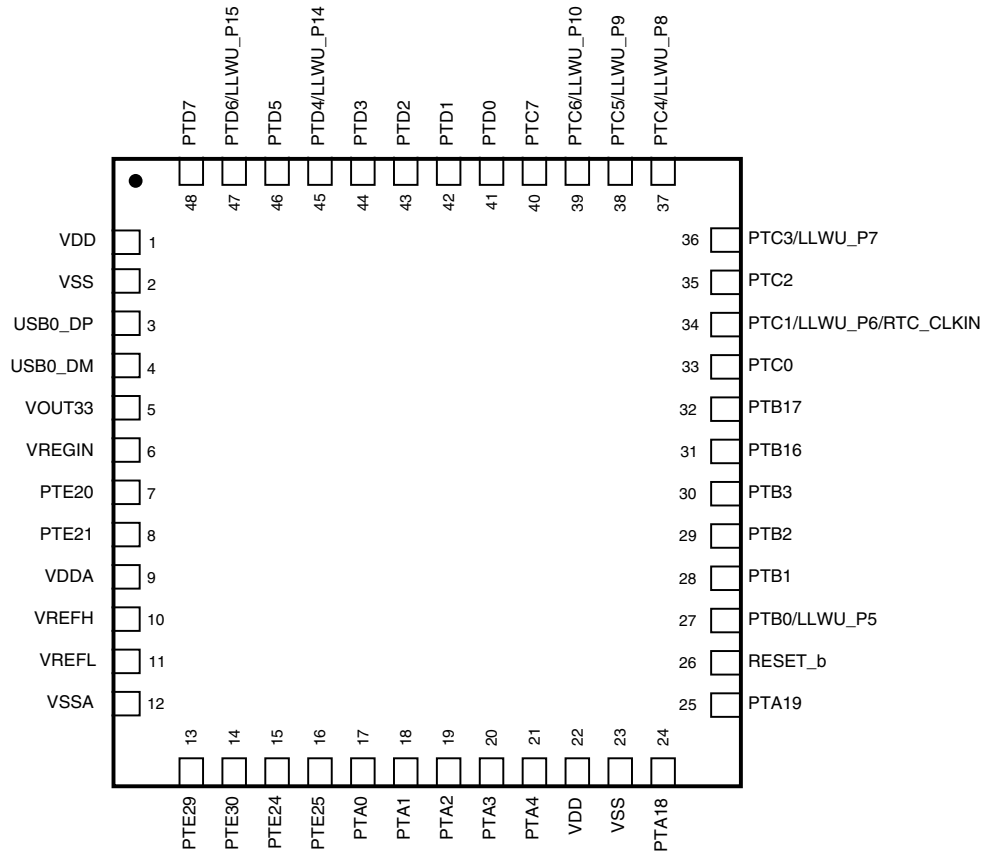 PTD7
PTD6/LLWU_P15
PTD5
PTD4/LLWU_P14
PTD3
PTD2
PTD1
PTD0
PTC7
PTC6/LLWU_P10
PTC5/LLWU_P9
PTC4/LLWU_P8
48
47
46
45
44
43
42
41
40
39
38
37
VDD 1
VSS 2
USB0_DP 3
USB0_DM 4
VOUT33 5
VREGIN 6
PTE20 7
PTE21 8
VDDA 9
VREFH 10
VREFL 11
VSSA 12
36 PTC3/LLWU_P7
35 PTC2
34 PTC1/LLWU_P6/RTC_CLKIN
33 PTC0
32 PTB17
31 PTB16
30 PTB3
29 PTB2
28 PTB1
27 PTB0/LLWU_P5
26 RESET_b
25 PTA19
13
14
15
16
17
18
19
20
21
22
23
24
PTE29
PTE30
PTE24
PTE25
PTA0
PTA1
PTA2
PTA3
PTA4
VDD
VSS
PTA18